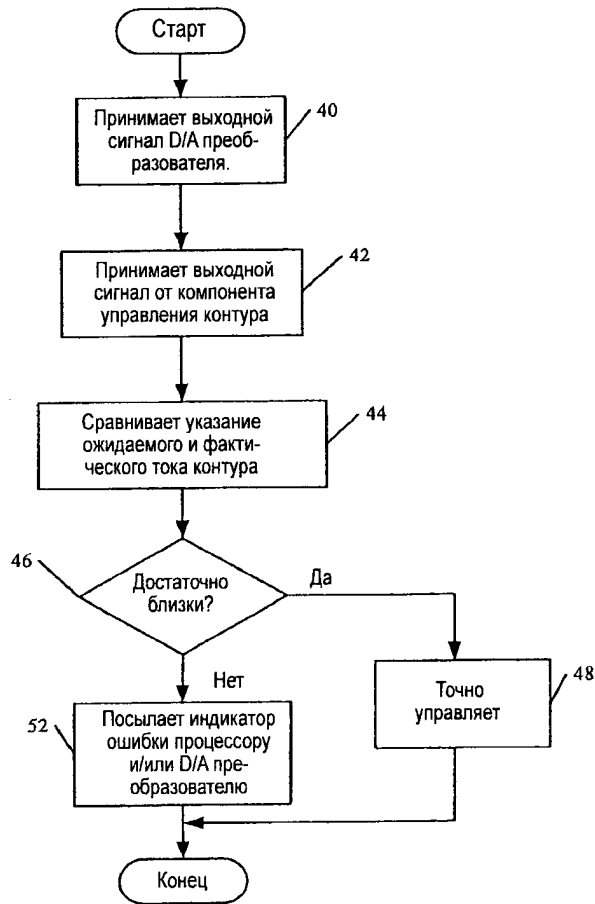 Старт
Принимает выходной
сигнал D/A преоб-
разователя.
40
Принимает выходной
сигнал от компонента
управления контура
42
Сравнивает указание
ожидаемого и факти-
ческого тока контура
44
46
Достаточно
близки?
Да
Нет
Точно
управляет
48
52
Посылает индикатор
ошибки процессору
и/или D/A пре-
образователю
Конец